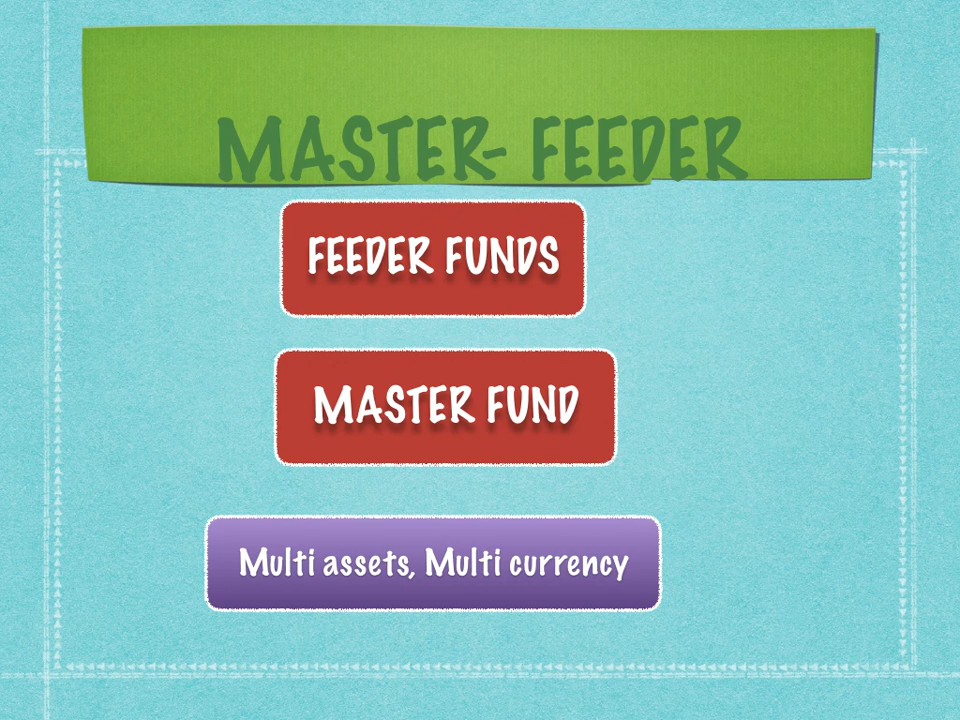 MASTER- FEEDER
FEEDER FUNDS
MASTER FUND
Multi assets, Multi currency